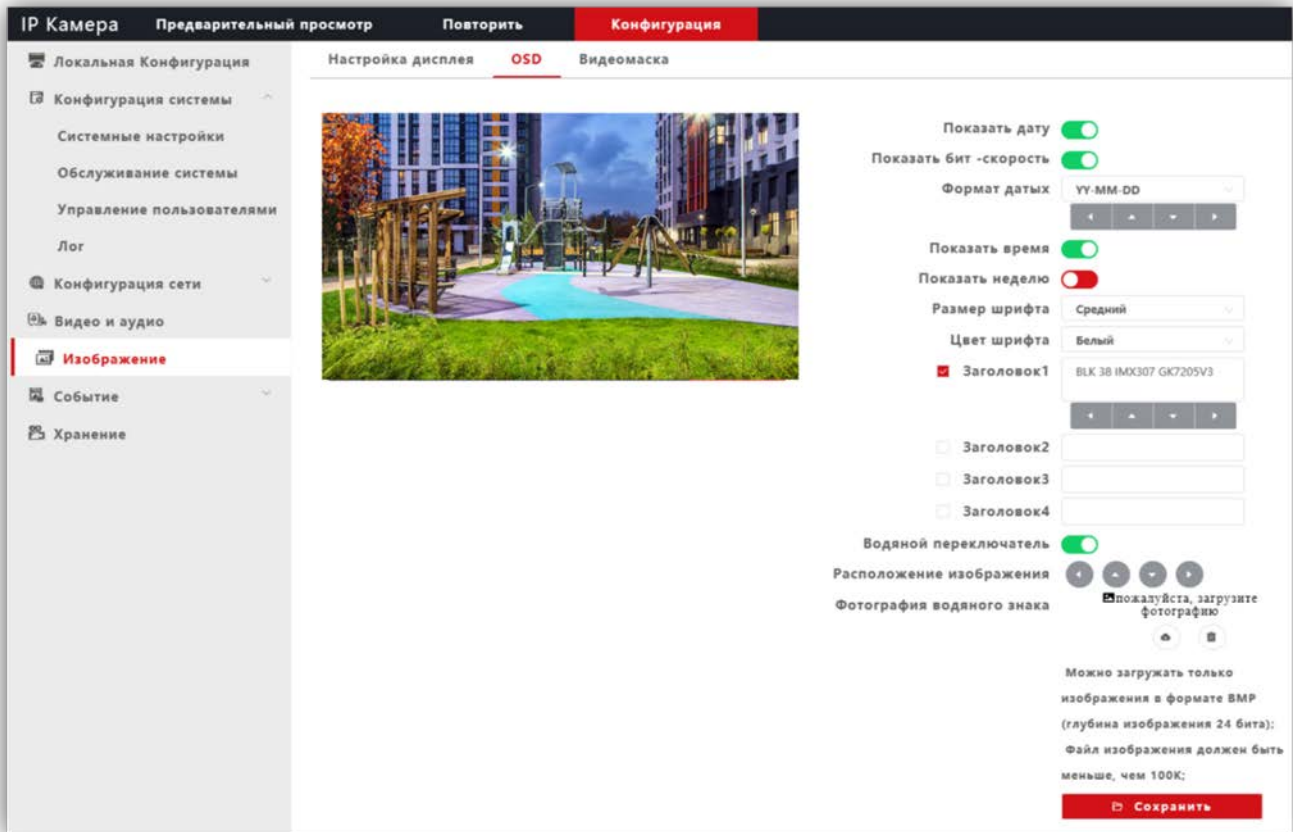 IP Камера Предварительный просмотр Повторить Конфигурация
Локальная Конфигурация
Конфигурация системы
Системные настройки
Обслуживание системы
Управление пользователями
Лог
Конфигурация сети
Видео и аудио
Изображение
Событие
Хранение
Настройка дисплея OSD Видеомаска
Показать дату
Показать бит -скорость
Формат датых YY-MM-DD
Показать время
Показать неделю
Размер шрифта Средний
Цвет шрифта Белый
Заголовок1 BLK 38 IMX307 GK7205V3
Заголовок2
Заголовок3
Заголовок4
Водяной переключатель
Расположение изображения
Фотография водяного знака пожалуйста, загрузите
фотографию
Можно загружать только
изображения в формате BMP
(глубина изображения 24 бита);
Файл изображения должен быть
меньше, чем 100K;
Сохранить